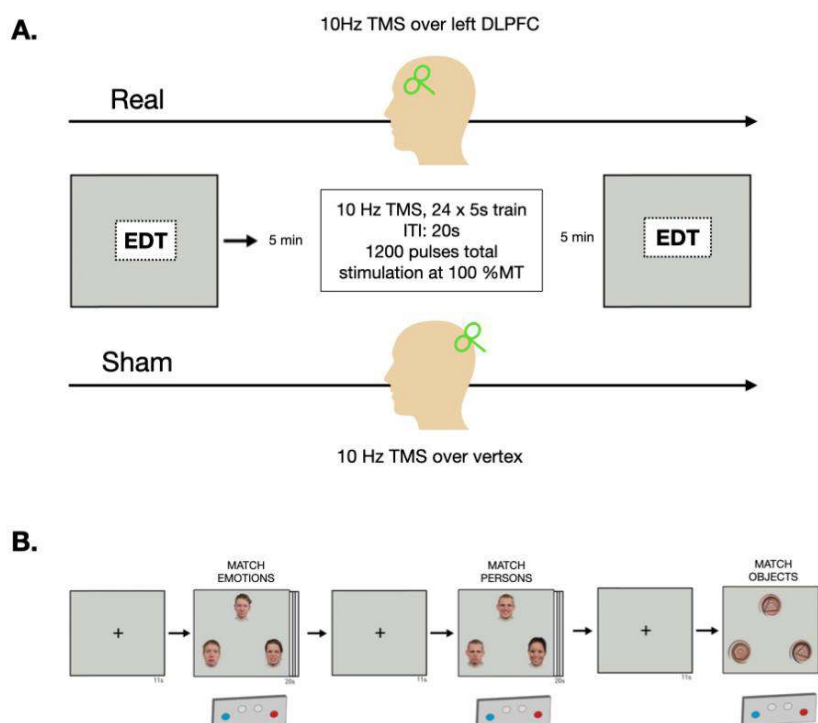 A.
10Hz TMS over left DLPFC
Real
EDT
5 min
10 Hz TMS, 24 x 5s train
ITI: 20s
1200 pulses total
stimulation at 100 %MT
5 min
EDT
Sham
10 Hz TMS over vertex
B.
MATCH
EMOTIONS
MATCH
PERSONS
MATCH
OBJECTS
+
+
+
11s
20s
11s
20s
11s